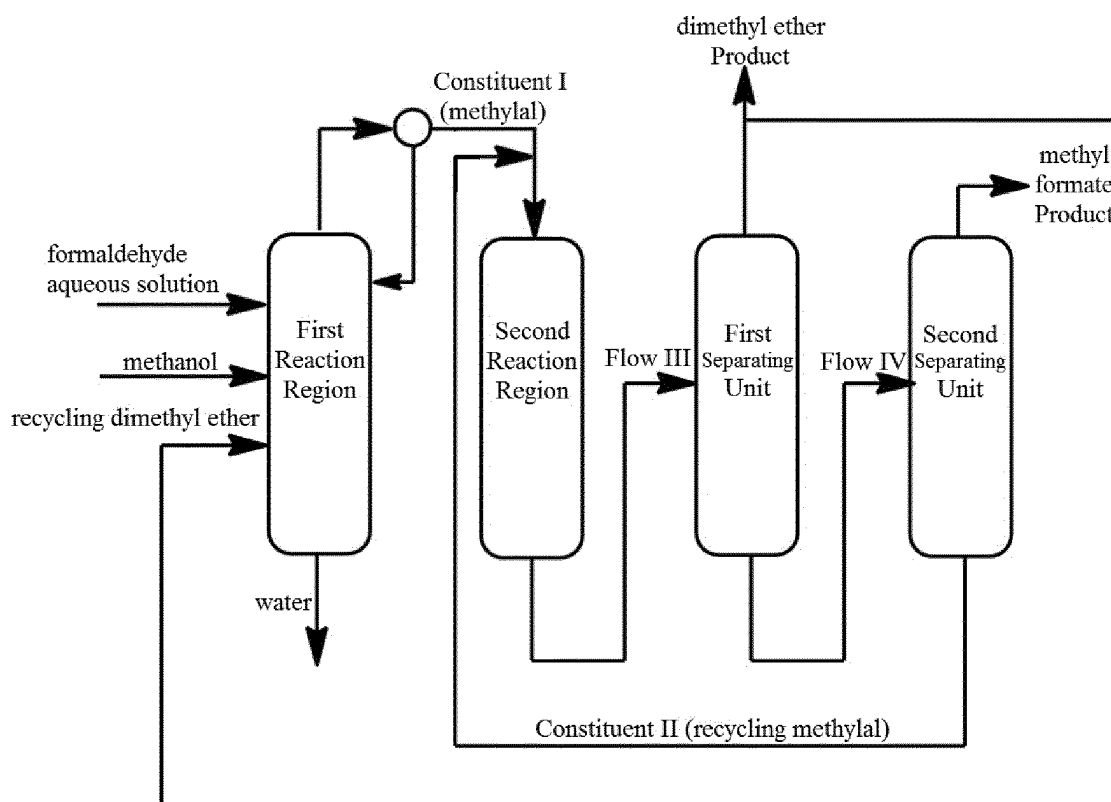 dimethyl ether
Product
Constituent I
(methylal)
methyl
formate
Product
formaldehyde
aqueous solution
First
Reaction
Region
Second
Reaction
Region
First
Separating
Unit
Second
Separating
Unit
methanol
Flow III
Flow IV
recycling dimethyl ether
water
Constituent II (recycling methylal)